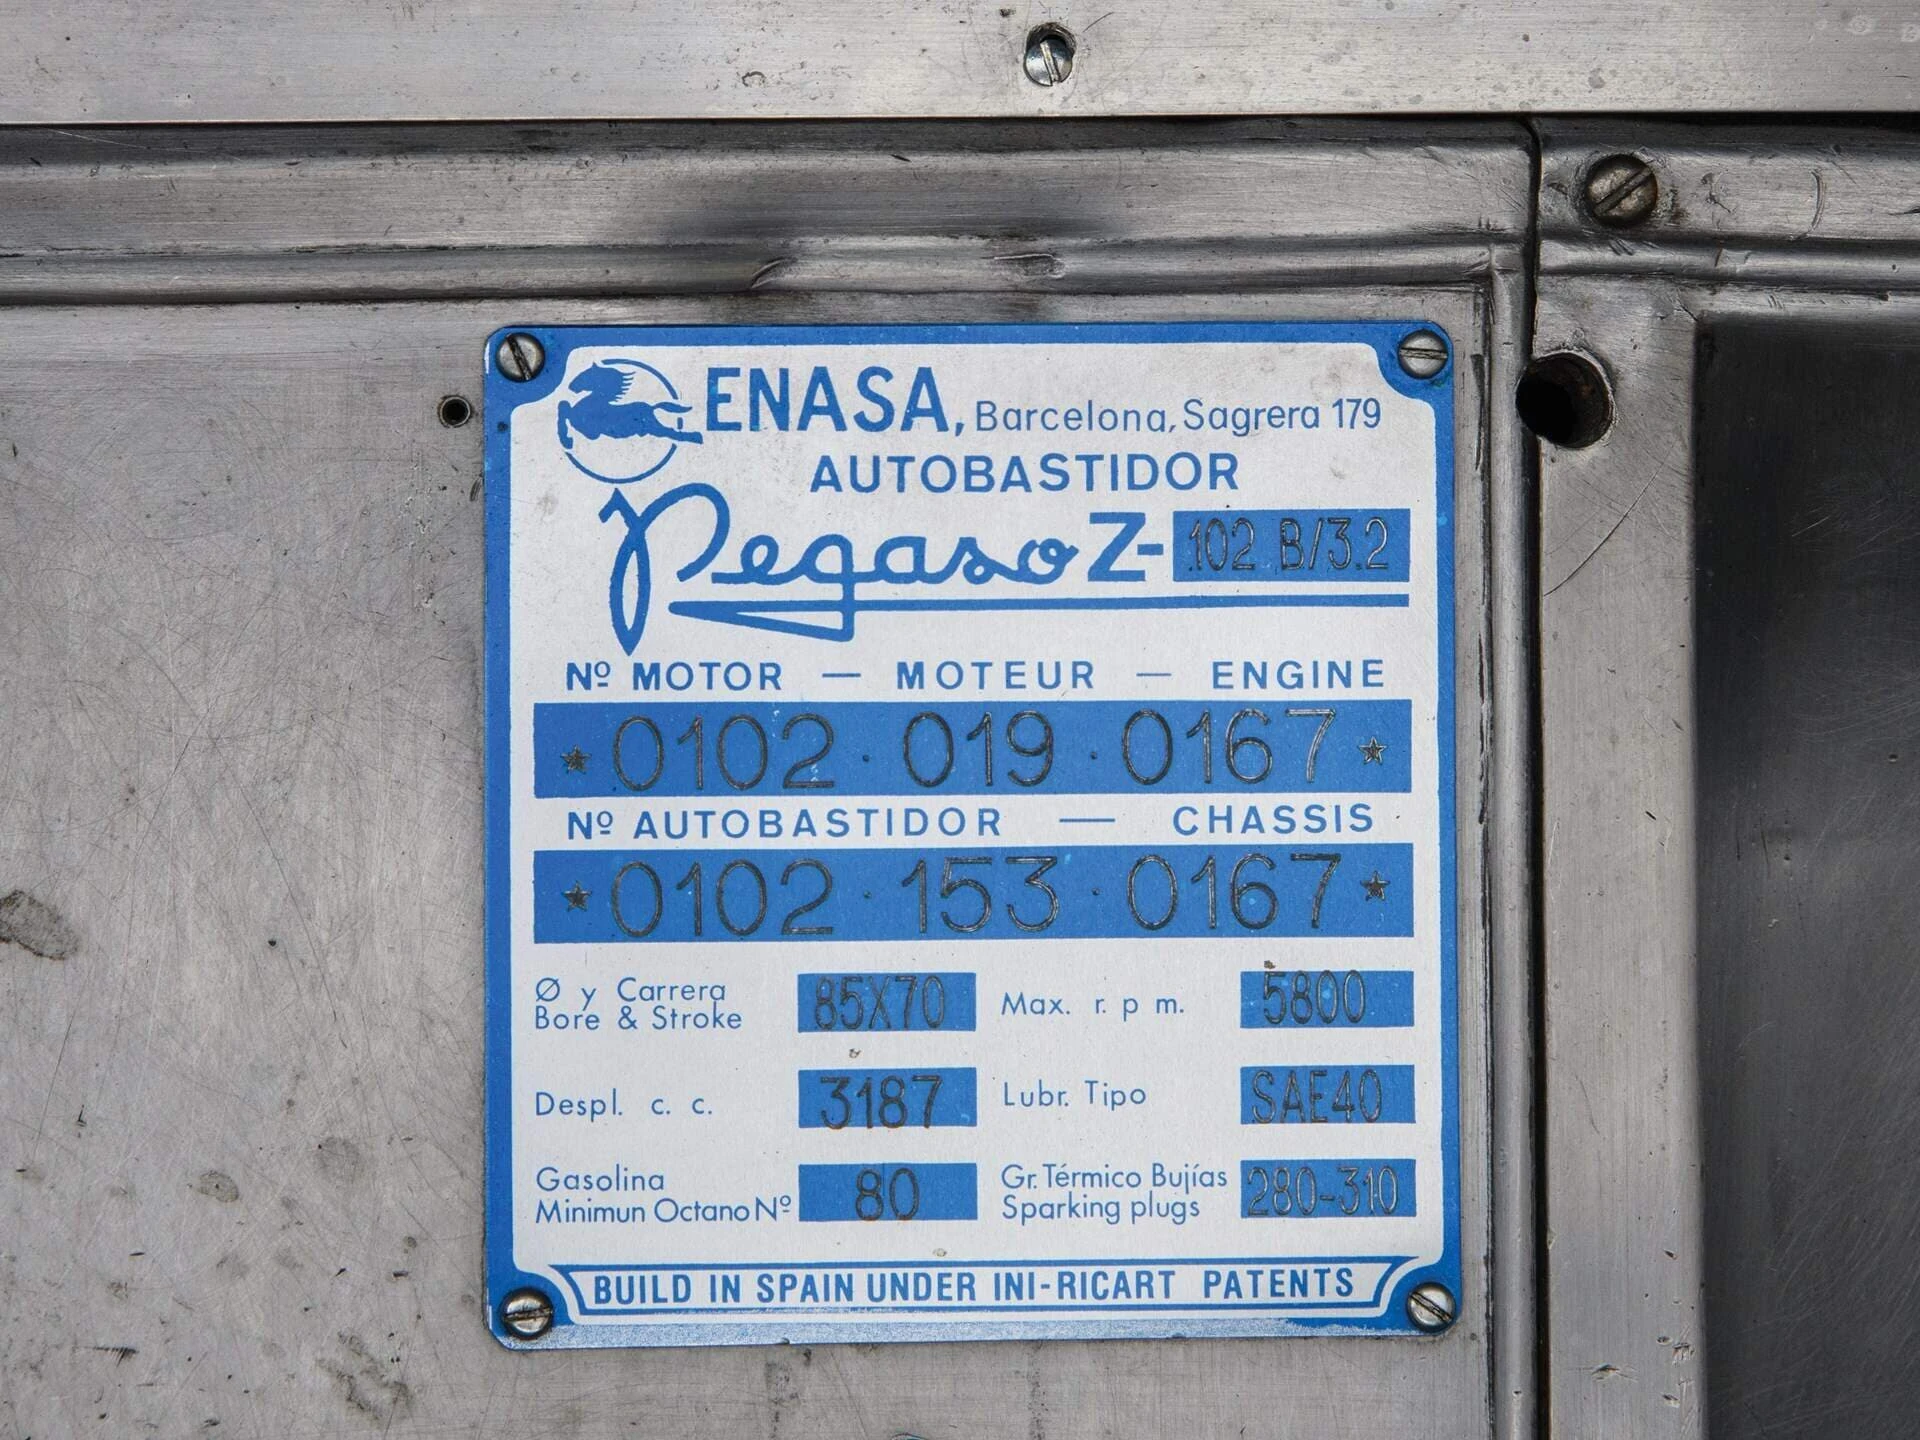 ENASA, Barcelona, Sagrera 179
AUTOBASTIDOR
Pegaso Z- 102 B/3.2
Nº MOTOR — MOTEUR — ENGINE
★ 0102 · 019 · 0167 ★
Nº AUTOBASTIDOR — CHASSIS
★ 0102 · 153 · 0167 ★
Ø y Carrera
Bore & Stroke 85X70
Max. r. p m. 5800
Despl. c. c. 3187
Lubr. Tipo SAE40
Gasolina
Minimun Octano Nº 80
Gr. Térmico Bujías
Sparking plugs 280-310
BUILD IN SPAIN UNDER INI-RICART PATENTS